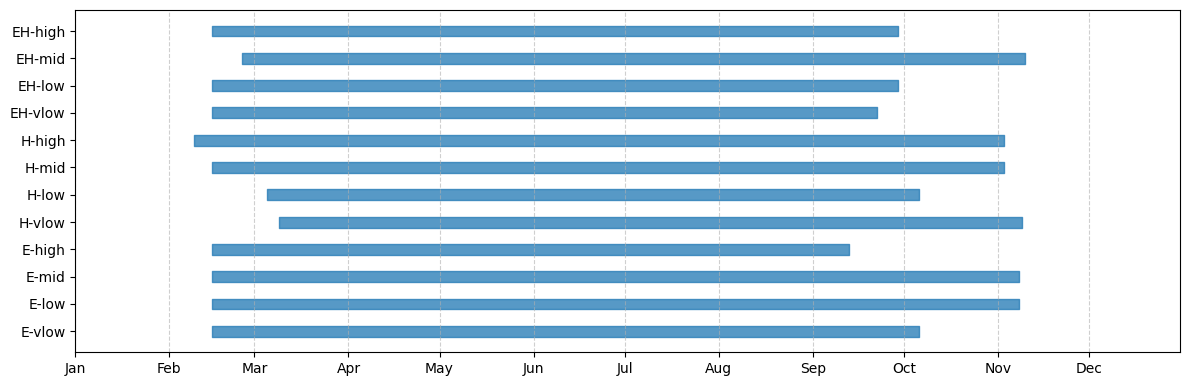 EH-high
EH-mid
EH-low
EH-vlow
H-high
H-mid
H-low
H-vlow
E-high
E-mid
E-low
E-vlow
Jan Feb Mar Apr May Jun Jul Aug Sep Oct Nov Dec